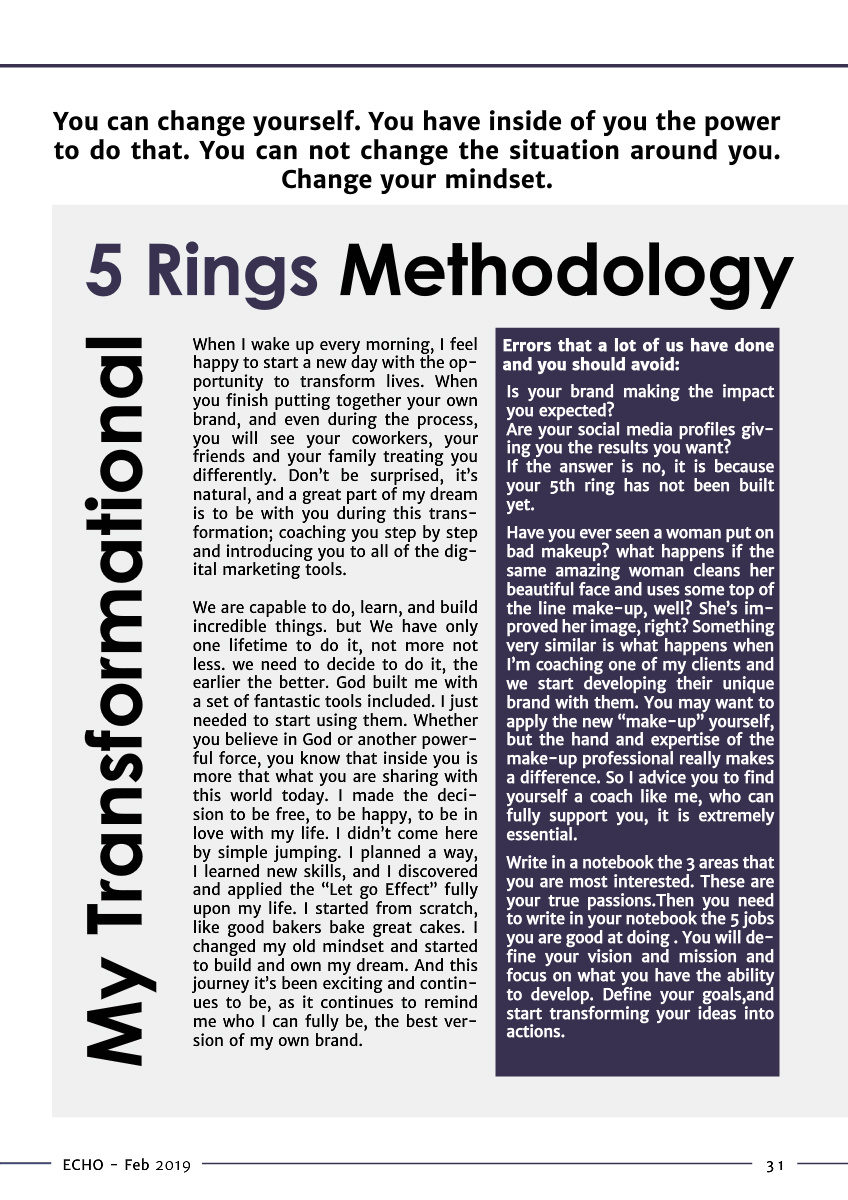 You can change yourself. You have inside of you the power
to do that. You can not change the situation around you.
Change your mindset.
5 Rings Methodology
My Transformational
When I wake up every morning, I feel
happy to start a new day with the op-
portunity to transform lives. When
you finish putting together your own
brand, and even during the process,
you will see your coworkers, your
friends and your family treating you
differently. Don't be surprised, it's
natural, and a great part of my dream
is to be with you during this trans-
formation; coaching you step by step
and introducing you to all of the dig-
ital marketing tools.
We are capable to do, learn, and build
incredible things. but We have only
one lifetime to do it, not more not
less. we need to decide to do it, the
earlier the better. God built me with
a set of fantastic tools included. I just
needed to start using them. Whether
you believe in God or another power-
ful force, you know that inside you is
more that what you are sharing with
this world today. I made the deci-
sion to be free, to be happy, to be in
love with my life. I didn't come here
by simple jumping. I planned a way,
I learned new skills, and I discovered
and applied the “Let go Effect” fully
upon my life. I started from scratch,
like good bakers bake great cakes. I
changed my old mindset and started
to build and own my dream. And this
journey it's been exciting and contin-
ues to be, as it continues to remind
me who I can fully be, the best ver-
sion of my own brand.
Errors that a lot of us have done
and you should avoid:
Is your brand making the impact
you expected?
Are your social media profiles giv-
ing you the results you want?
If the answer is no, it is because
your 5th ring has not been built
yet.
Have you ever seen a woman put on
bad makeup? what happens if the
same amazing woman cleans her
beautiful face and uses some top of
the line make-up, well? She's im-
proved her image, right? Something
very similar is what happens when
I'm coaching one of my clients and
we start developing their unique
brand with them. You may want to
apply the new “make-up” yourself,
but the hand and expertise of the
make-up professional really makes
a difference. So I advice you to find
yourself a coach like me, who can
fully support you, it is extremely
essential.
Write in a notebook the 3 areas that
you are most interested. These are
your true passions.Then you need
to write in your notebook the 5 jobs
you are good at doing . You will de-
fine your vision and mission and
focus on what you have the ability
to develop. Define your goals,and
start transforming your ideas into
actions.
ECHO - Feb 2019
31